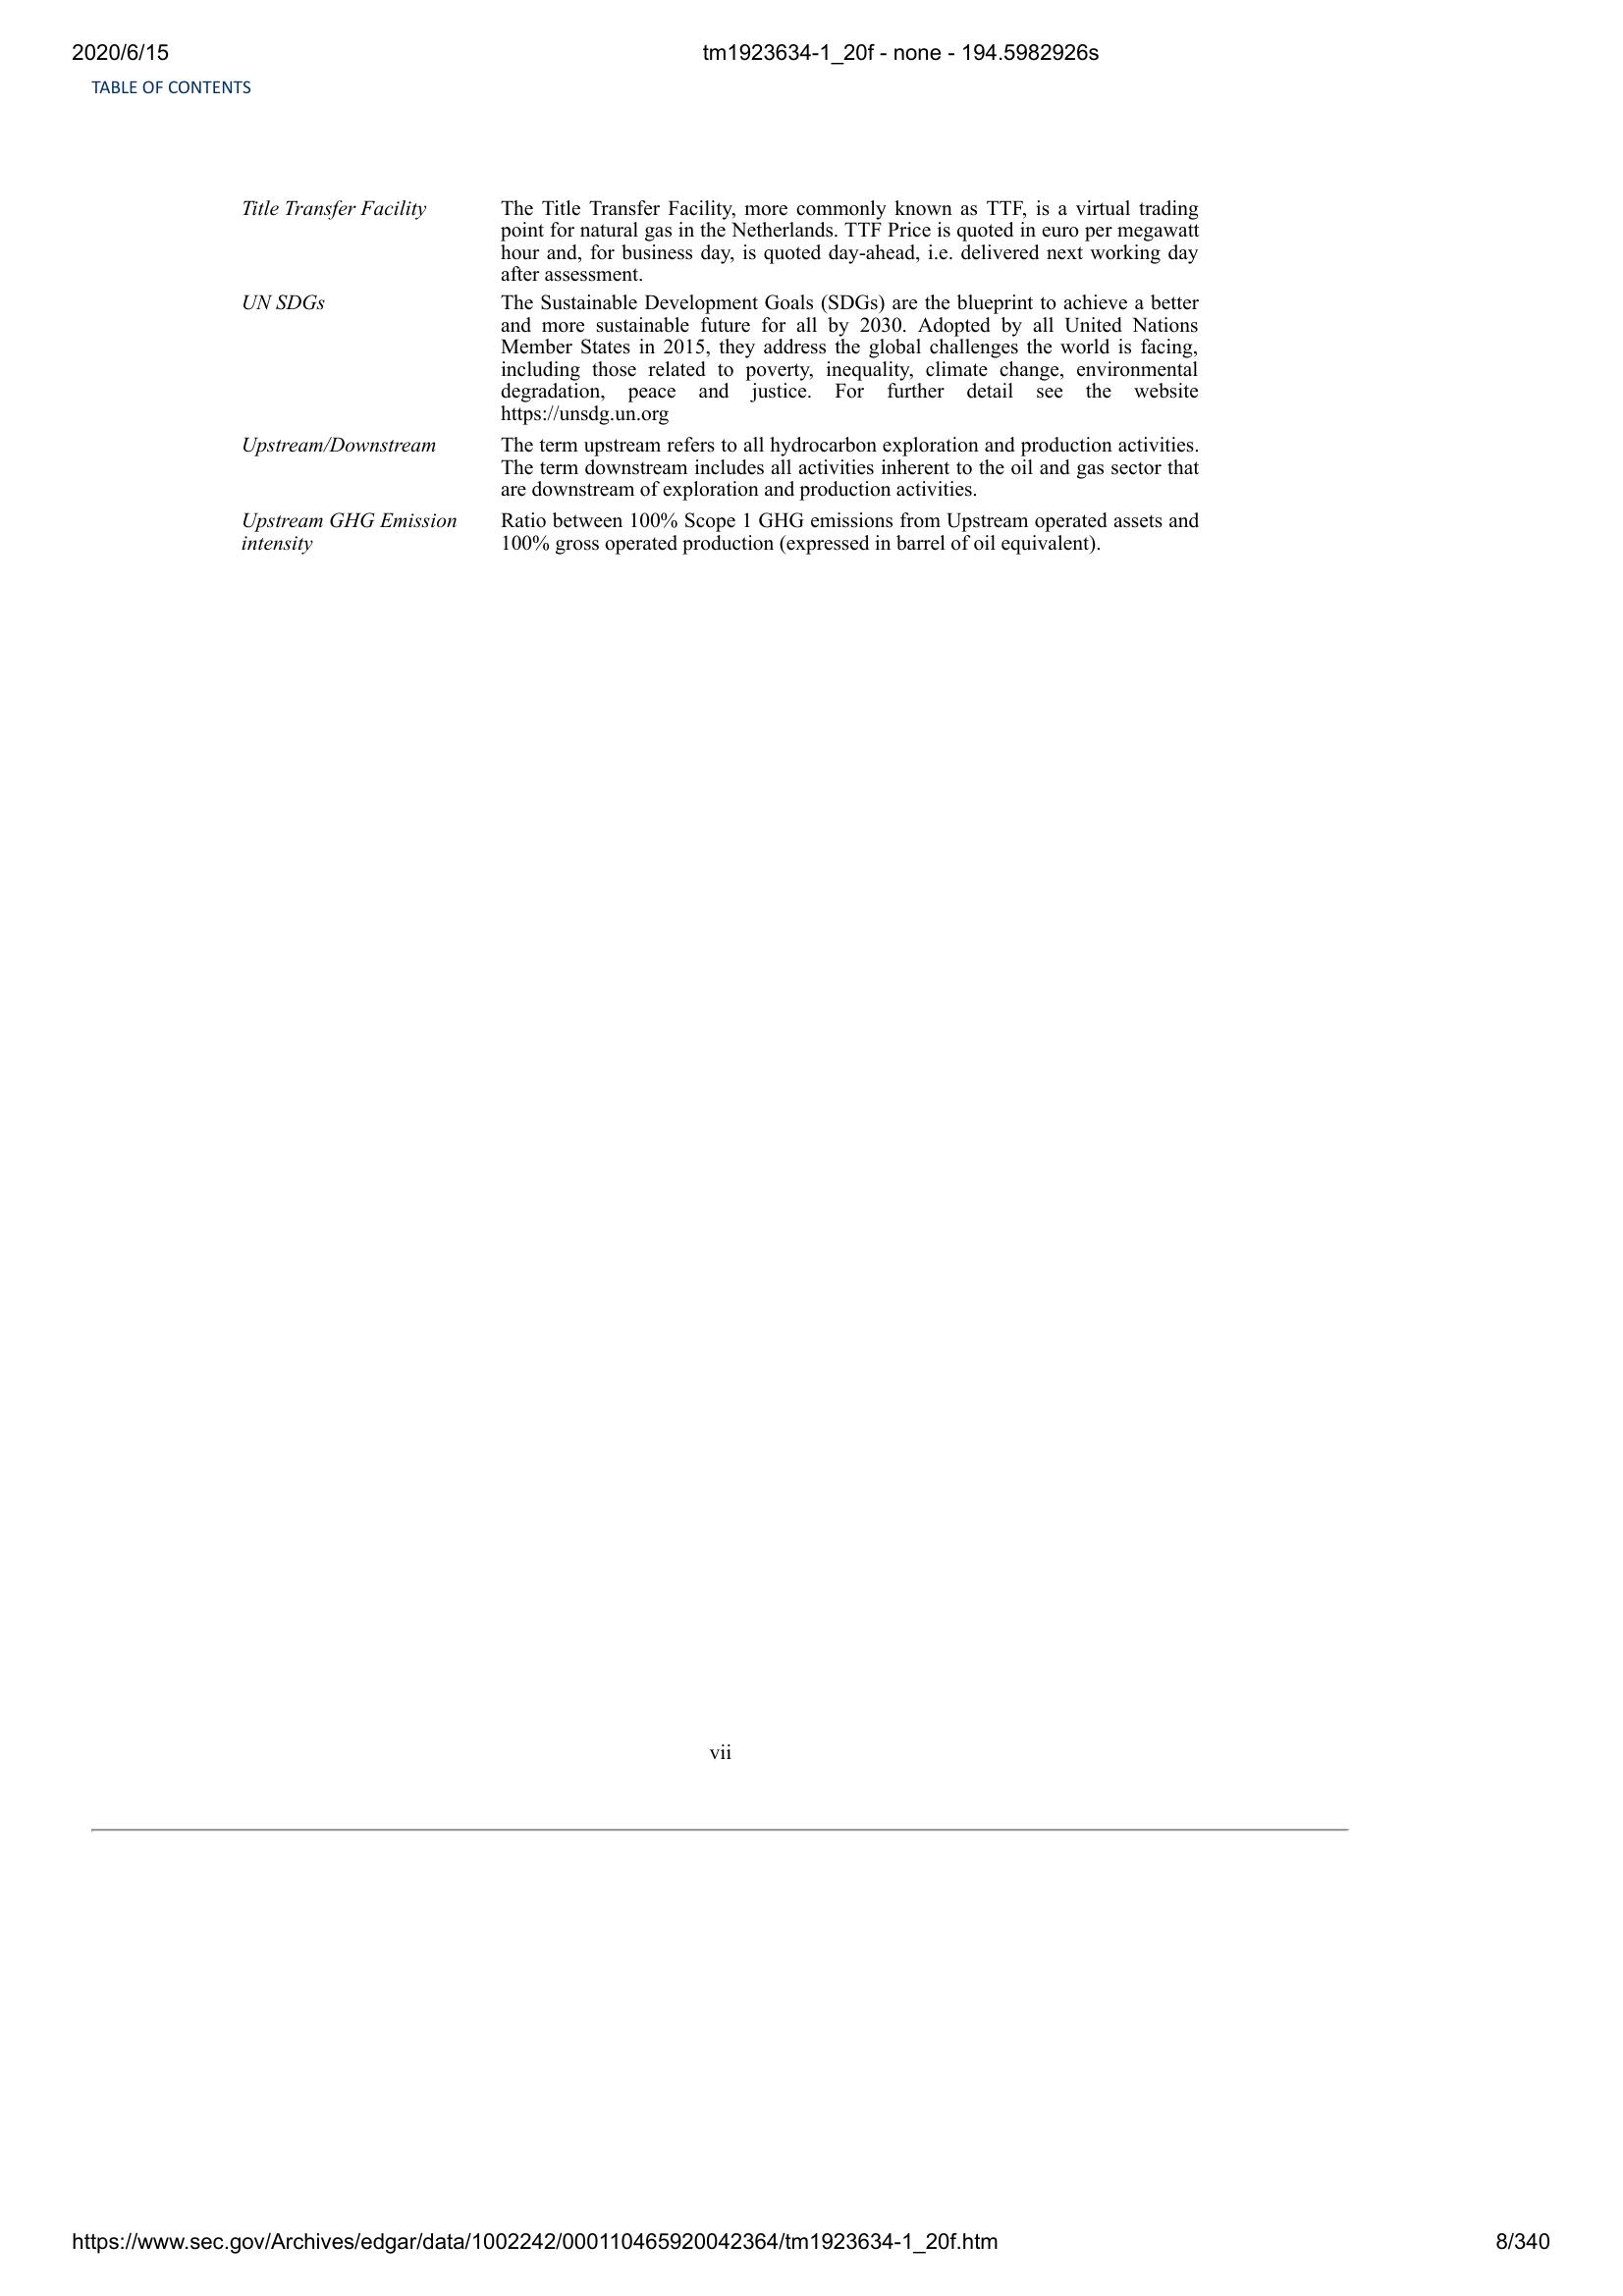 2020/6/15 tm1923634-1_20f - none - 194.5982926s
TABLE OF CONTENTS
Title Transfer Facility The Title Transfer Facility, more commonly known as TTF, is a virtual trading
point for natural gas in the Netherlands. TTF Price is quoted in euro per megawatt
hour and, for business day, is quoted day-ahead, i.e. delivered next working day
after assessment.
UN SDGs The Sustainable Development Goals (SDGs) are the blueprint to achieve a better
and more sustainable future for all by 2030. Adopted by all United Nations
Member States in 2015, they address the global challenges the world is facing,
including those related to poverty, inequality, climate change, environmental
degradation, peace and justice. For further detail see the website
https://unsdg.un.org
Upstream/Downstream The term upstream refers to all hydrocarbon exploration and production activities.
The term downstream includes all activities inherent to the oil and gas sector that
are downstream of exploration and production activities.
Upstream GHG Emission Ratio between 100% Scope 1 GHG emissions from Upstream operated assets and
intensity 100% gross operated production (expressed in barrel of oil equivalent).
vii
https://www.sec.gov/Archives/edgar/data/1002242/000110465920042364/tm1923634-1_20f.htm 8/340